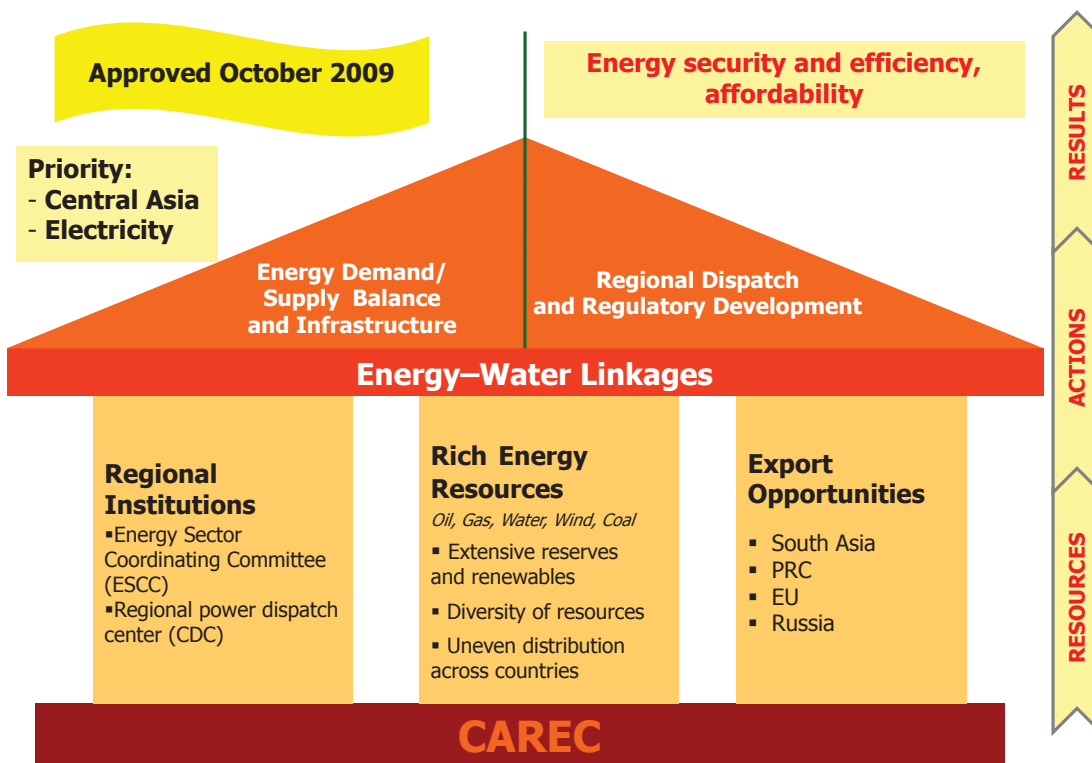 Approved October 2009
Energy security and efficiency,
affordability
Priority:
- Central Asia
- Electricity
Energy Demand/
Supply Balance
and Infrastructure
Regional Dispatch
and Regulatory Development
Energy–Water Linkages
Regional
Institutions
▪Energy Sector
Coordinating Committee
(ESCC)
▪Regional power dispatch
center (CDC)
Rich Energy
Resources
Oil, Gas, Water, Wind, Coal
▪ Extensive reserves
and renewables
▪ Diversity of resources
▪ Uneven distribution
across countries
Export
Opportunities
▪ South Asia
▪ PRC
▪ EU
▪ Russia
CAREC
RESULTS
ACTIONS
RESOURCES